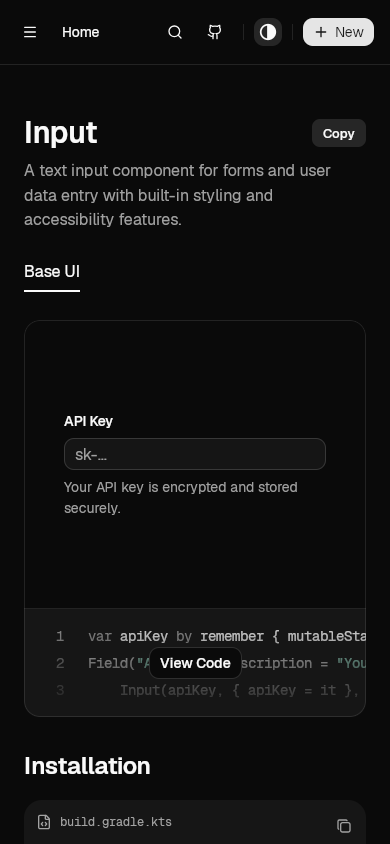 Home
New
Input
Copy
A text input component for forms and user
data entry with built-in styling and
accessibility features.
Base UI
API Key
sk-...
Your API key is encrypted and stored
securely.
1 var apiKey by remember { mutableSta
2 Field("A scription = "You
View Code
3 Input(apiKey, { apiKey = it },
Installation
build.gradle.kts